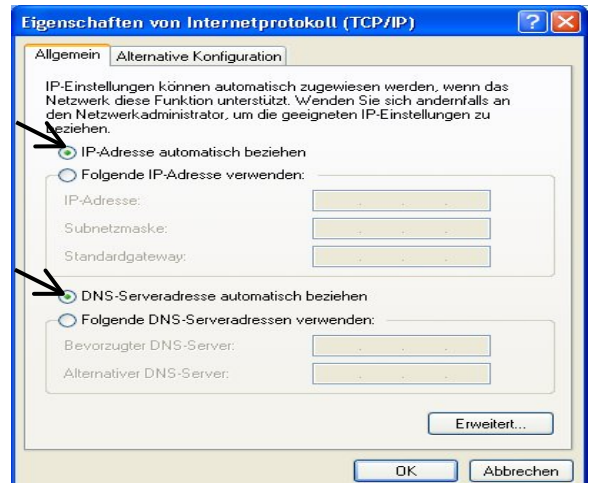 Eigenschaften von Internetprotokoll (TCP/IP)
Allgemein
Alternative Konfiguration
IP-Einstellungen können automatisch zugewiesen werden, wenn das
Netzwerk diese Funktion unterstützt. Wenden Sie sich andernfalls an
den Netzwerkadministrator, um die geeigneten IP-Einstellungen zu
beziehen.
IP-Adresse automatisch beziehen
Folgende IP-Adresse verwenden:
IP-Adresse:
Subnetzmaske:
Standardgateway:
DNS-Serveradresse automatisch beziehen
Folgende DNS-Serveradressen verwenden:
Bevorzugter DNS-Server:
Alternativer DNS-Server:
Erweitert...
OK
Abbrechen